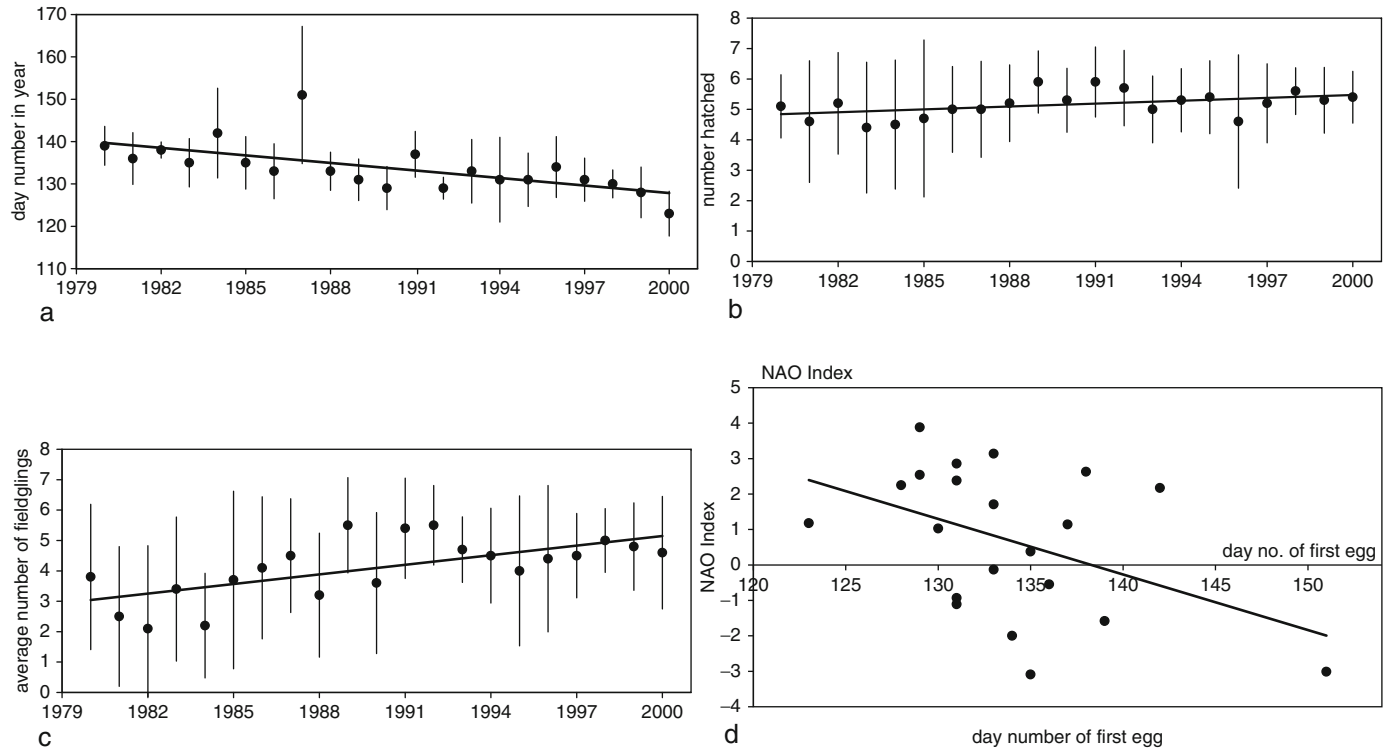 170
160
150
140
130
120
110
day number in year
1979 1982 1985 1988 1991 1994 1997 2000
a
8
7
6
5
4
3
2
1
0
number hatched
1979 1982 1985 1988 1991 1994 1997 2000
b
8
7
6
5
4
3
2
1
0
average number of fieldglings
1979 1982 1985 1988 1991 1994 1997 2000
c
NAO Index
5
4
3
2
1
0
−1
−2
−3
−4
NAO Index
day no. of first egg
120 125 130 135 140 145 150
day number of first egg
d